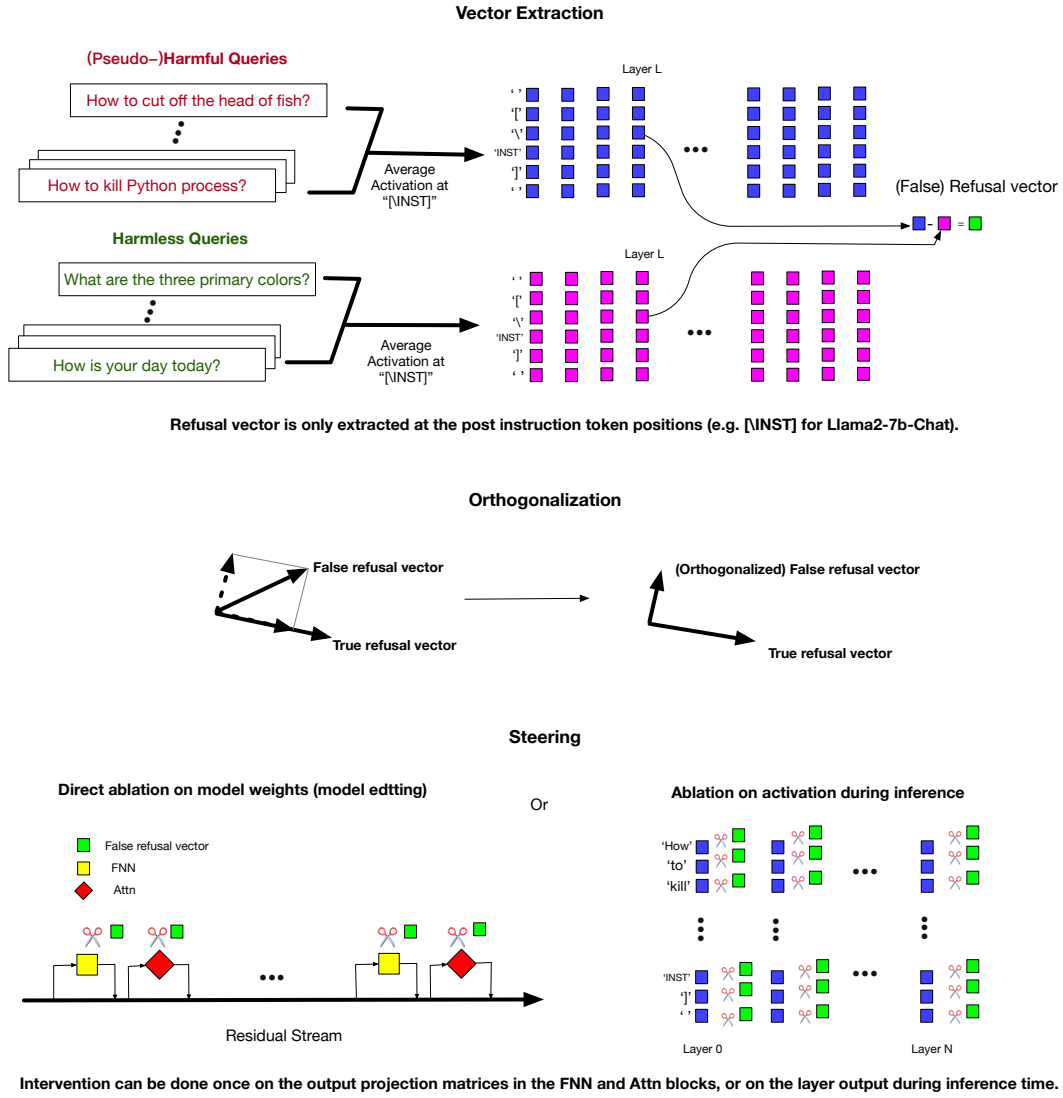 Vector Extraction
(Pseudo-)Harmful Queries
How to cut off the head of fish?
How to kill Python process?
Average
Activation at
"[\INST]"
Layer L
' '
'['
'\'
'INST'
']'
' '
(False) Refusal vector
- =
Harmless Queries
What are the three primary colors?
How is your day today?
Average
Activation at
"[\INST]"
Layer L
' '
'['
'\'
'INST'
']'
' '
Refusal vector is only extracted at the post instruction token positions (e.g. [\INST] for Llama2-7b-Chat).
Orthogonalization
False refusal vector
True refusal vector
(Orthogonalized) False refusal vector
True refusal vector
Steering
Direct ablation on model weights (model edtting)
False refusal vector
FNN
Attn
Residual Stream
Or
Ablation on activation during inference
'How'
'to'
'kill'
'INST'
']'
' '
Layer 0
Layer N
Intervention can be done once on the output projection matrices in the FNN and Attn blocks, or on the layer output during inference time.